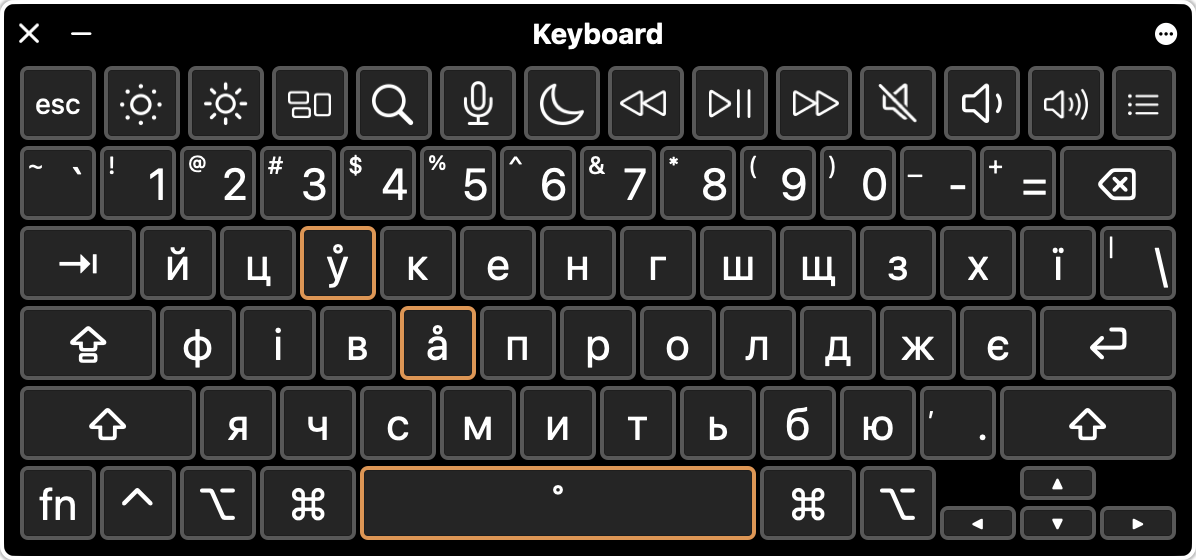 Keyboard
esc
~ ` ! 1 @ 2 # 3 $ 4 % 5 ^ 6 & 7 * 8 ( 9 ) 0 _ - + =
й ц ў̊ к е н г ш щ з х ї | \
ф і в а̊ п р о л д ж є
я ч с м и т ь б ю ʼ .
fn ^ ⌥ ⌘ ° ⌘ ⌥